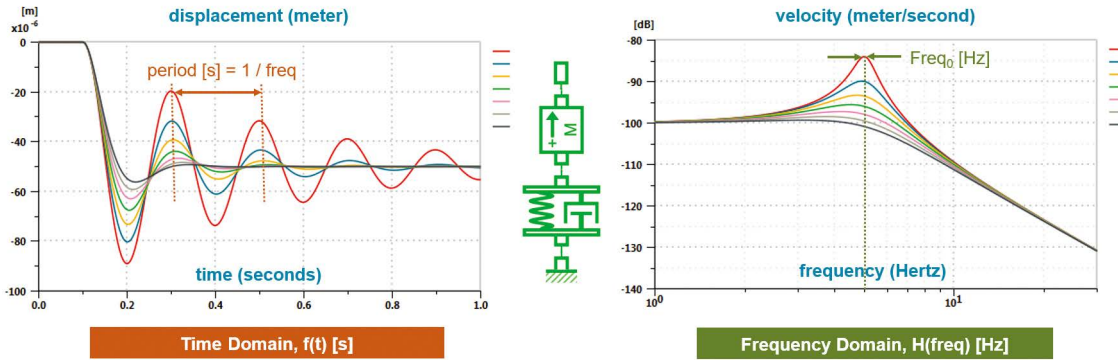 displacement (meter)
[m]
x10⁻⁶
0
-20
-40
-60
-80
-100
period [s] = 1 / freq
time (seconds)
0.0 0.2 0.4 0.6 0.8 1.0
Time Domain, f(t) [s]
M
+
velocity (meter/second)
[dB]
-80
-90
-100
-110
-120
-130
-140
Freq₀ [Hz]
frequency (Hertz)
10⁰ 10¹
Frequency Domain, H(freq) [Hz]